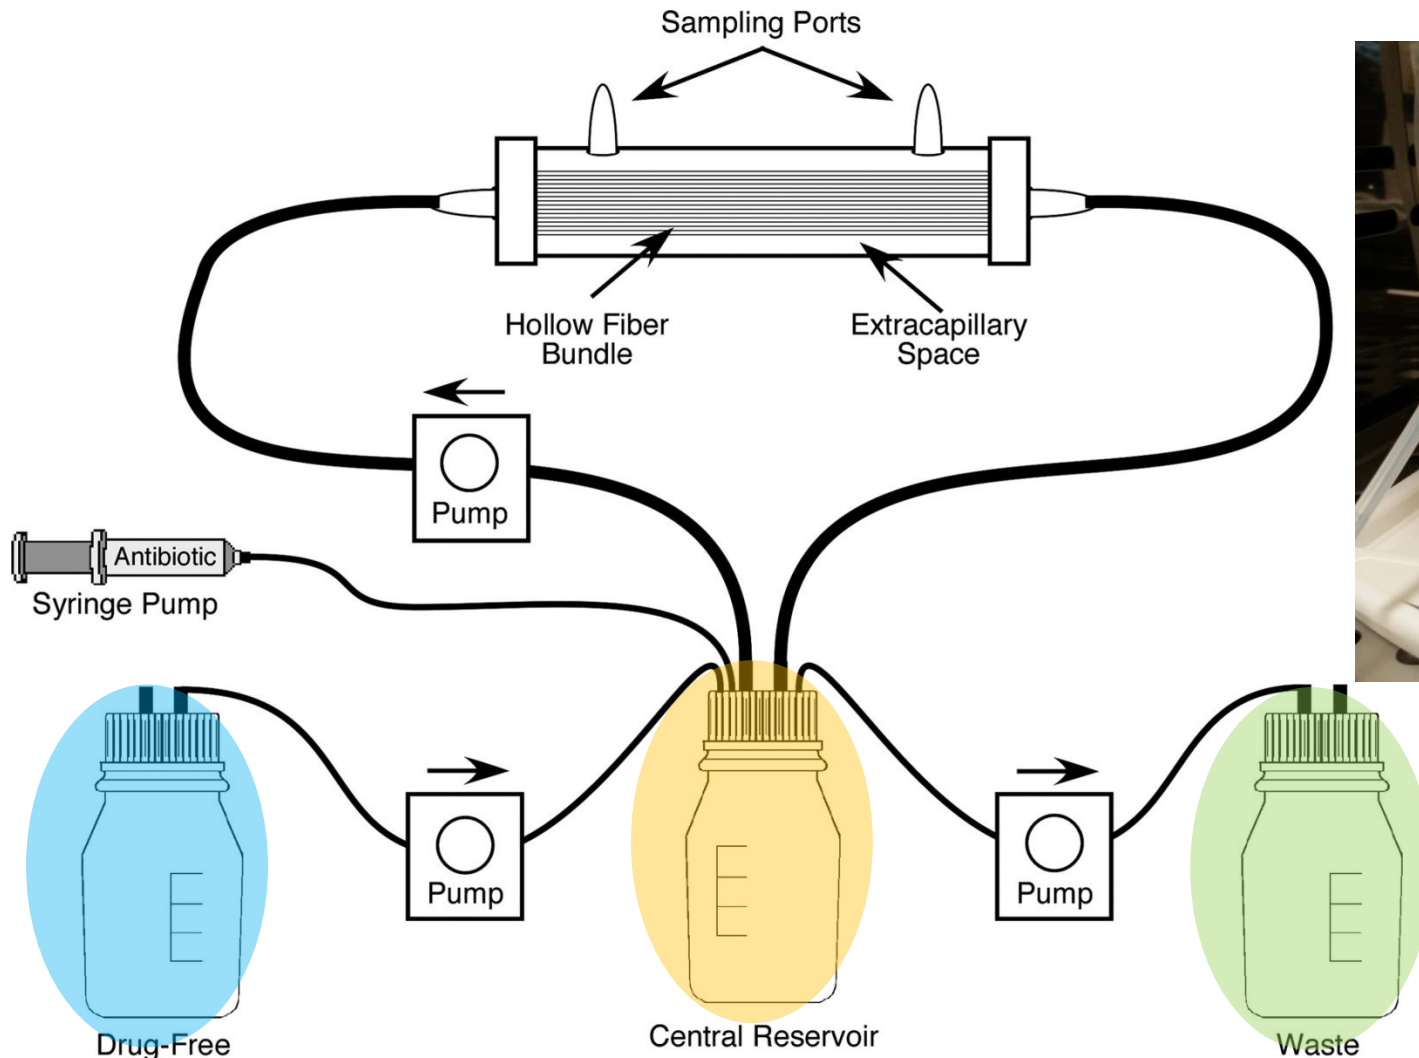 Sampling Ports
Hollow Fiber
Bundle
Extracapillary
Space
Pump
Antibiotic
Syringe Pump
Pump
Pump
Drug-Free
Central Reservoir
Waste